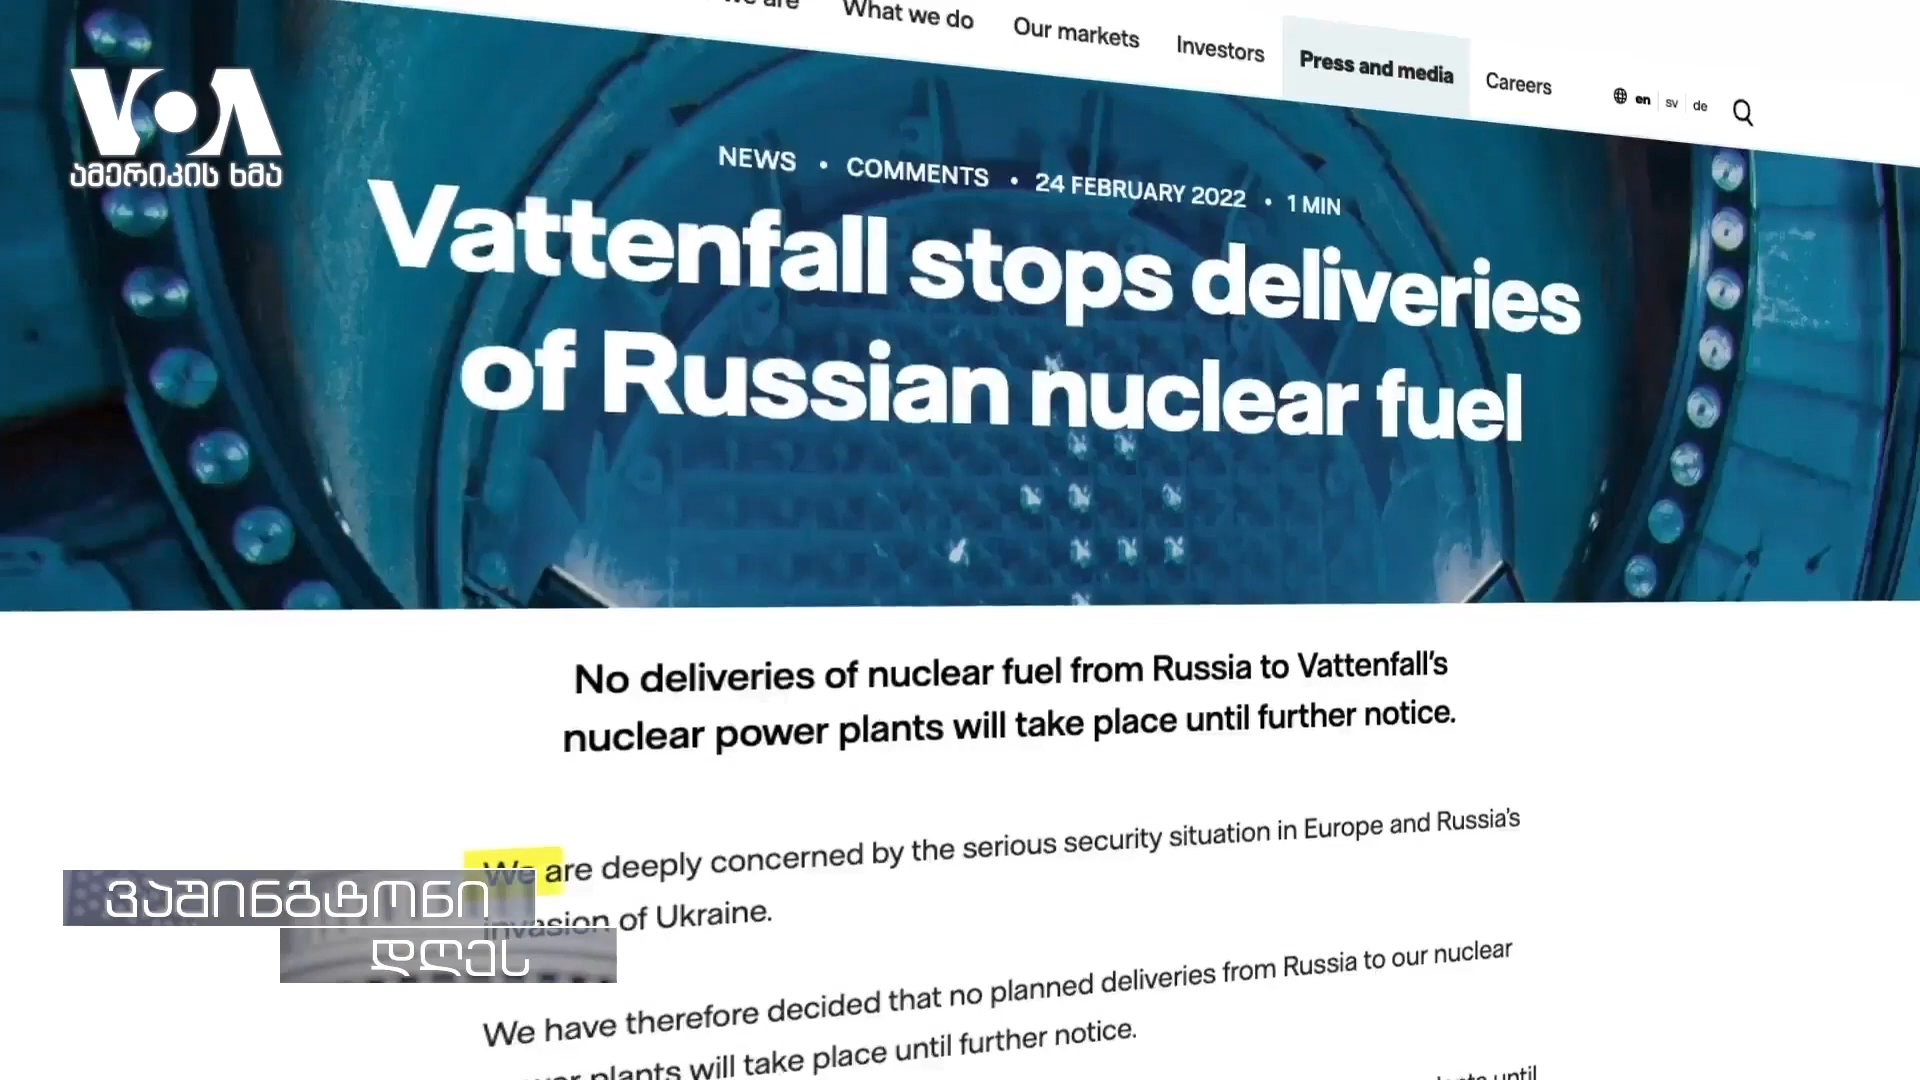 are
What we do
Our markets
Investors
Press and media
Careers
en
sv
de
VOA
ამერიკის ხმა
NEWS • COMMENTS • 24 FEBRUARY 2022 • 1 MIN
Vattenfall stops deliveries
of Russian nuclear fuel
No deliveries of nuclear fuel from Russia to Vattenfall’s
nuclear power plants will take place until further notice.
We are deeply concerned by the serious security situation in Europe and Russia’s
invasion of Ukraine.
ვაშინგტონი
დღეს
We have therefore decided that no planned deliveries from Russia to our nuclear
plants will take place until further notice.
until